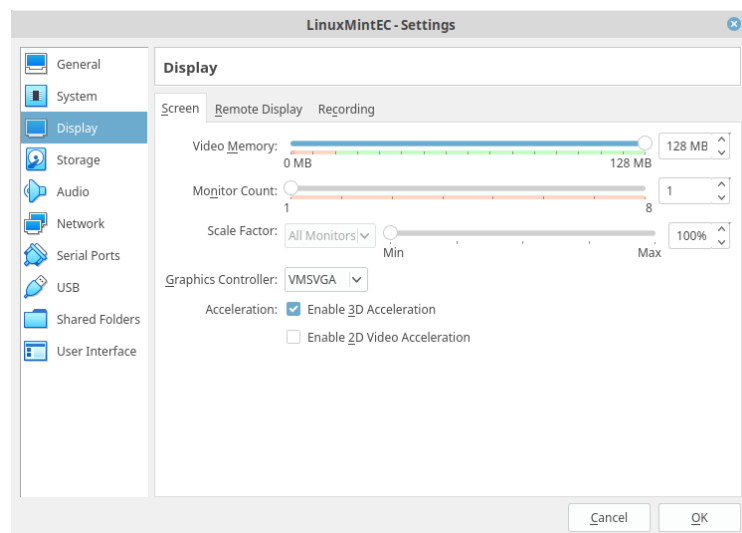 LinuxMintEC - Settings
General
System
Display
Storage
Audio
Network
Serial Ports
USB
Shared Folders
User Interface
Display
Screen Remote Display Recording
Video Memory: 128 MB
0 MB 128 MB
Monitor Count: 1
1 8
Scale Factor: All Monitors 100%
Min Max
Graphics Controller: VMSVGA
Acceleration: Enable 3D Acceleration
Enable 2D Video Acceleration
Cancel OK